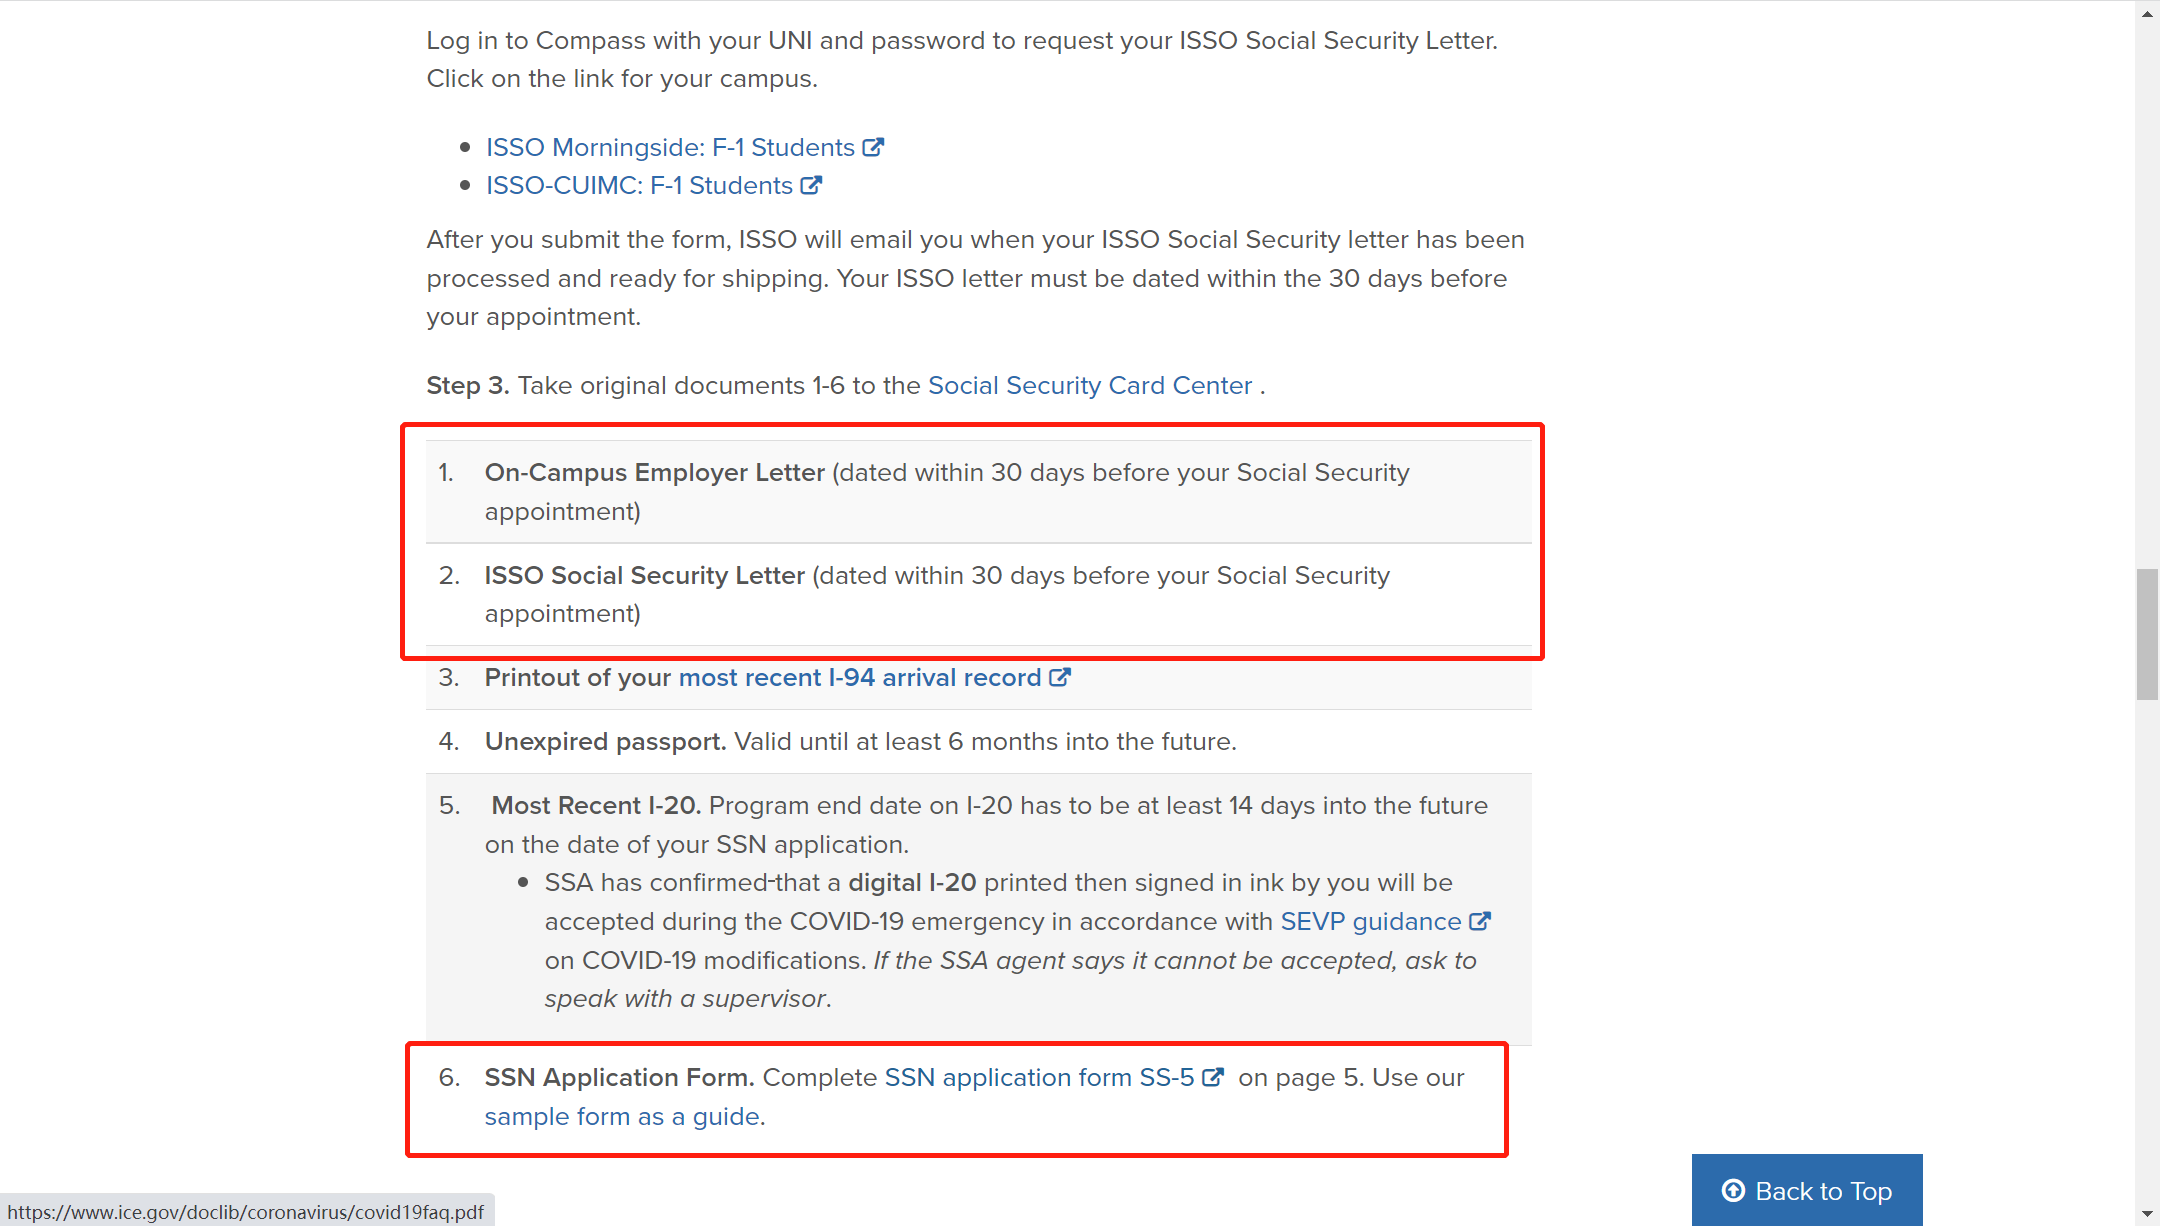 Log in to Compass with your UNI and password to request your ISSO Social Security Letter.
Click on the link for your campus.
ISSO Morningside: F-1 Students
ISSO-CUIMC: F-1 Students
After you submit the form, ISSO will email you when your ISSO Social Security letter has been
processed and ready for shipping. Your ISSO letter must be dated within the 30 days before
your appointment.
Step 3. Take original documents 1-6 to the Social Security Card Center .
1. On-Campus Employer Letter (dated within 30 days before your Social Security
appointment)
2. ISSO Social Security Letter (dated within 30 days before your Social Security
appointment)
3. Printout of your most recent I-94 arrival record
4. Unexpired passport. Valid until at least 6 months into the future.
5. Most Recent I-20. Program end date on I-20 has to be at least 14 days into the future
on the date of your SSN application.
SSA has confirmed that a digital I-20 printed then signed in ink by you will be
accepted during the COVID-19 emergency in accordance with SEVP guidance
on COVID-19 modifications. If the SSA agent says it cannot be accepted, ask to
speak with a supervisor.
6. SSN Application Form. Complete SSN application form SS-5 on page 5. Use our
sample form as a guide.
Back to Top
https://www.ice.gov/doclib/coronavirus/covid19faq.pdf